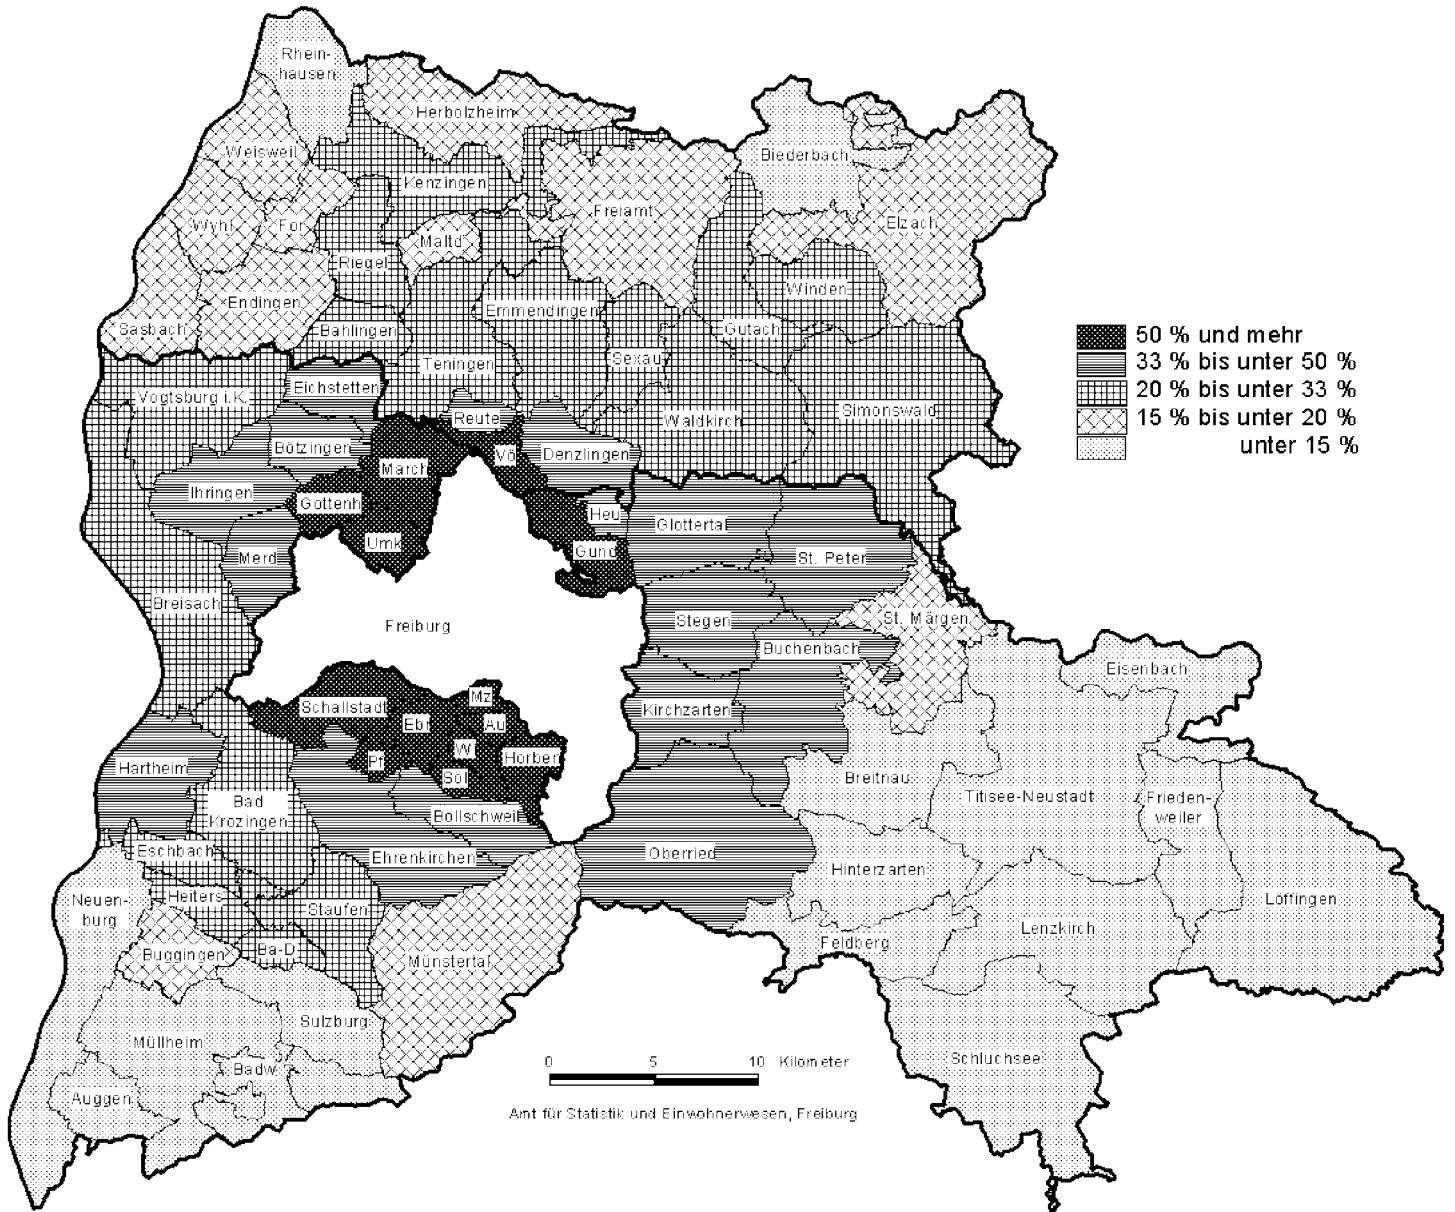 Rhein-
hausen
Herbolzheim
Weisweil
Biederbach
Kenzingen
Wyhl
For
Freiamt
Elzach
Maltd
Riegel
Winden
Endingen
Emmendingen
Sasbach
Bahlingen
Gutach
Sexau
Teningen
Eichstetten
Vogtsburg i.K.
Simonswald
Reute
Waldkirch
Bötzingen
Vö
Denzlingen
March
Ihringen
Gottenh
Heu
Glottertal
Umk
Gund
Merd
St. Peter
Breisach
Freiburg
Stegen
St. Märgen
Buchenbach
Eisenbach
Mz
Schallstadt
Kirchzarten
Ebr
Au
W
Horben
Pf
Hartheim
Söl
Breitnau
Titisee-Neustadt
Frieden-
weiler
Bad
Krozingen
Bollschweil
Eschbach
Ehrenkirchen
Oberried
Hinterzarten
Heiters
Neuen-
burg
Staufen
Löffingen
Lenzkirch
Feldberg
Buggingen
Ba-D
Münstertal
Sulzburg
Müllheim
Schluchsee
Badw
Auggen
50 % und mehr
33 % bis unter 50 %
20 % bis unter 33 %
15 % bis unter 20 %
unter 15 %
0 5 10 Kilometer
Amt für Statistik und Einwohnerwesen, Freiburg